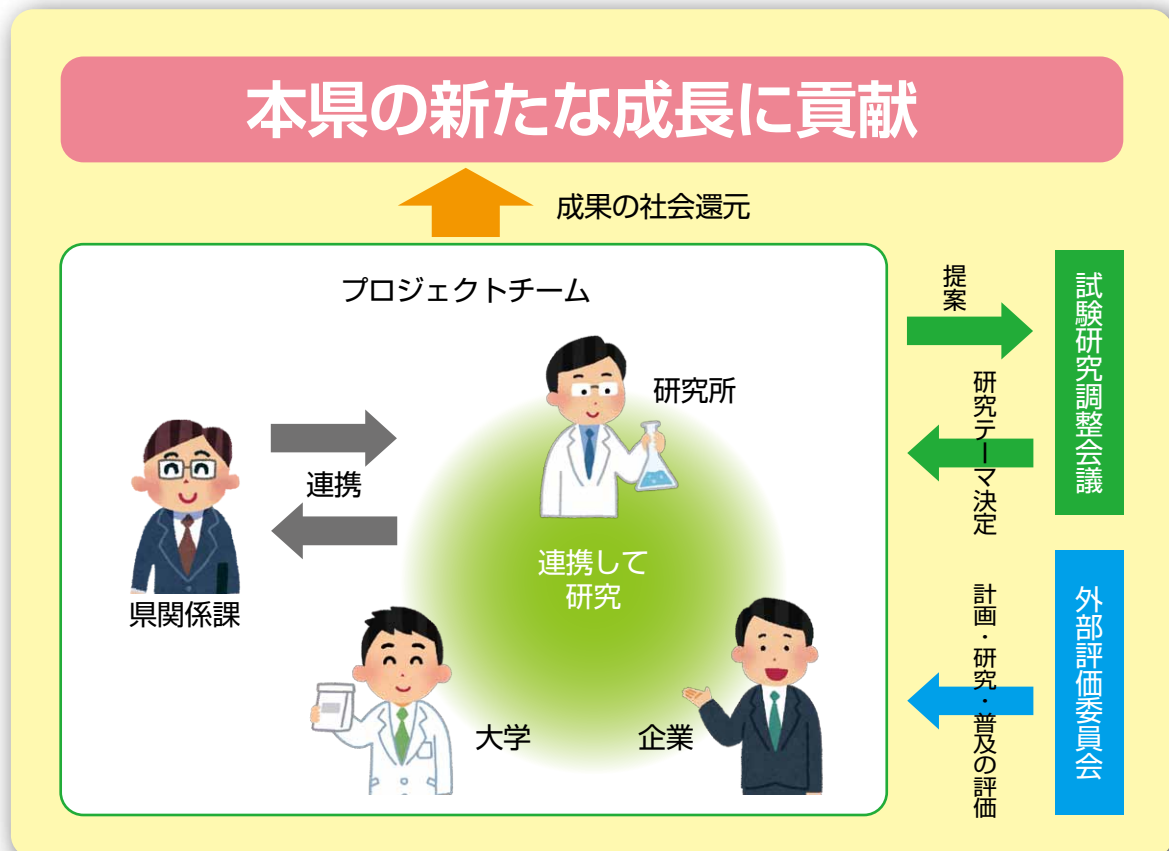 本県の新たな成長に貢献
成果の社会還元
プロジェクトチーム
研究所
連携
県関係課
連携して
研究
大学
企業
提案
研究テーマ決定
試験研究調整会議
計画・研究・普及の評価
外部評価委員会